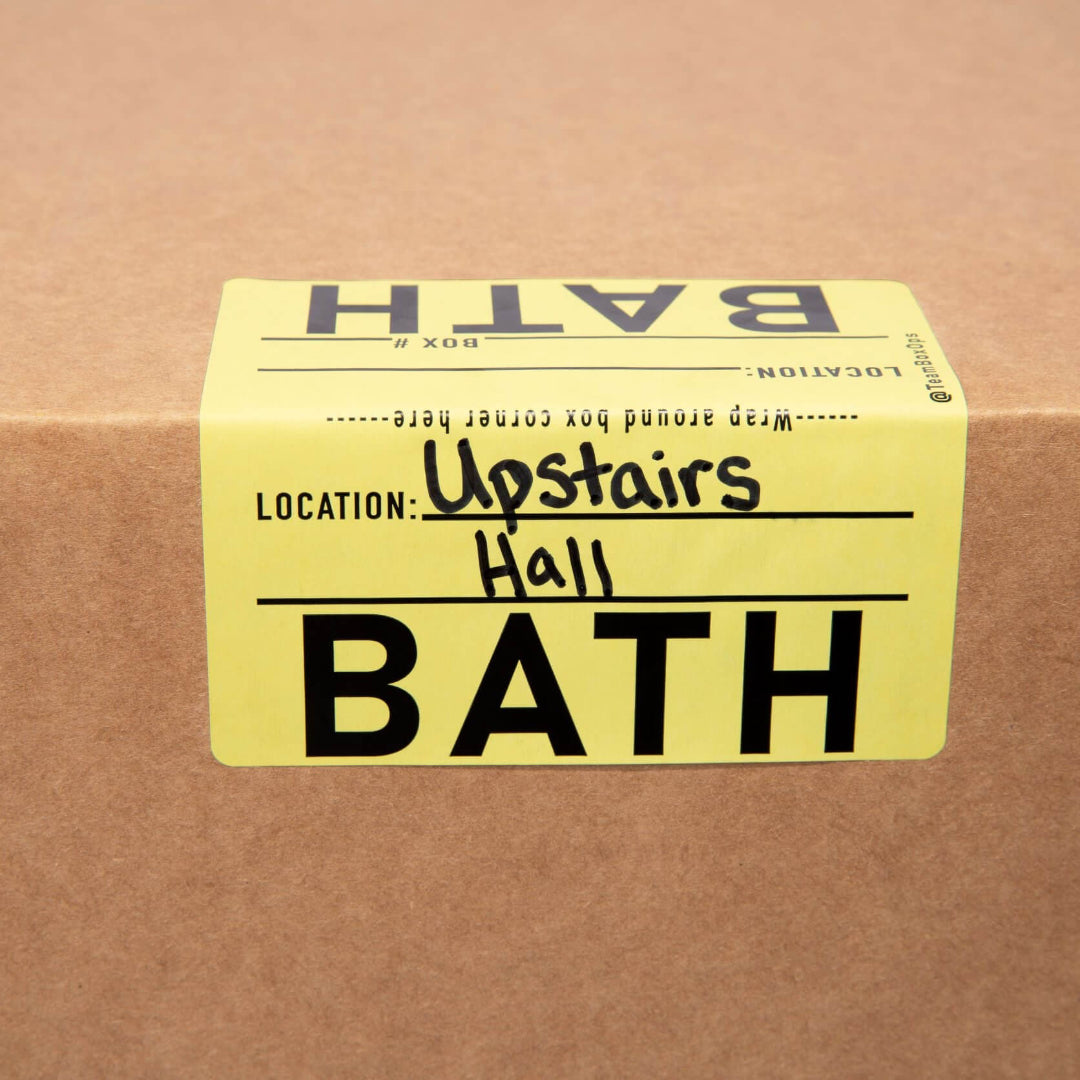 BATH
BOX #
LOCATION:
@TeamBoxOps
------Wrap around box corner here------
LOCATION: Upstairs
Hall
BATH